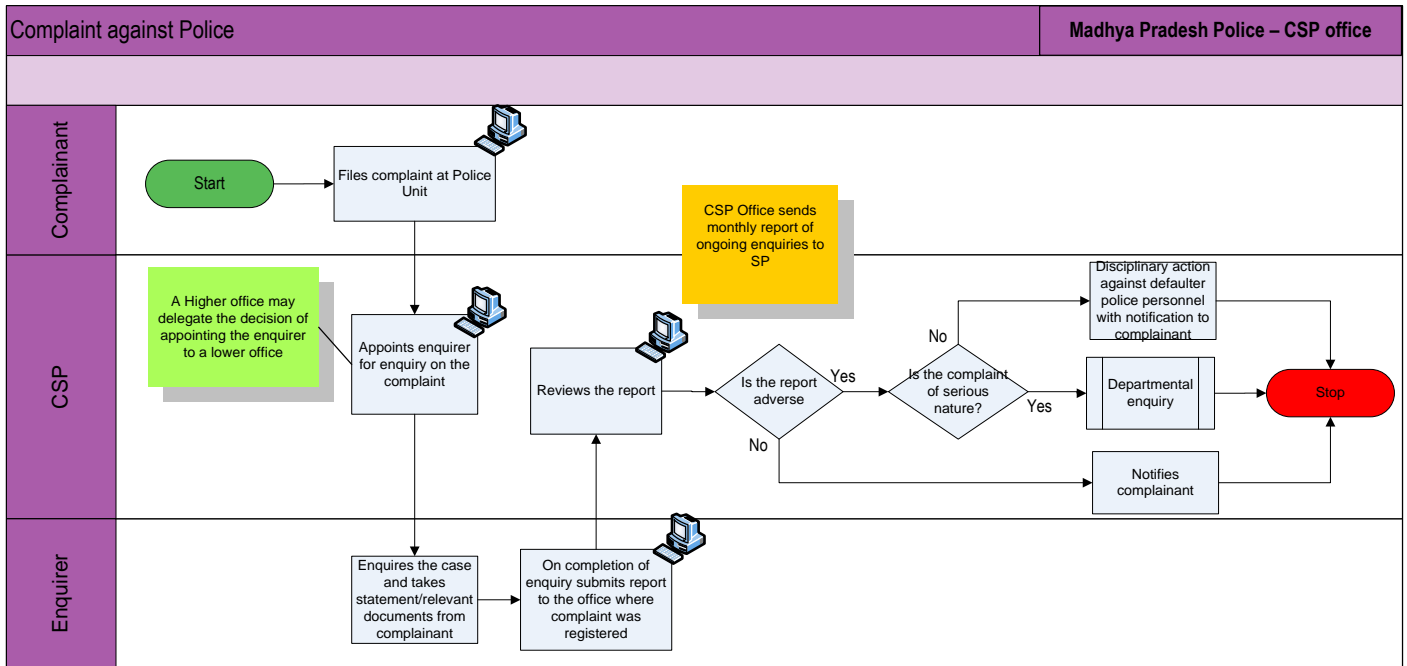 Complaint against Police
Madhya Pradesh Police – CSP office
Complainant
Start
Files complaint at Police
Unit
CSP Office sends
monthly report of
ongoing enquiries to
SP
CSP
A Higher office may
delegate the decision of
appointing the enquirer
to a lower office
Appoints enquirer
for enquiry on the
complaint
Reviews the report
Is the report
adverse
Yes
No
Is the complaint
of serious
nature?
No
Yes
Disciplinary action
against defaulter
police personnel
with notification to
complainant
Departmental
enquiry
Notifies
complainant
Stop
Enquirer
Enquires the case
and takes
statement/relevant
documents from
complainant
On completion of
enquiry submits report
to the office where
complaint was
registered